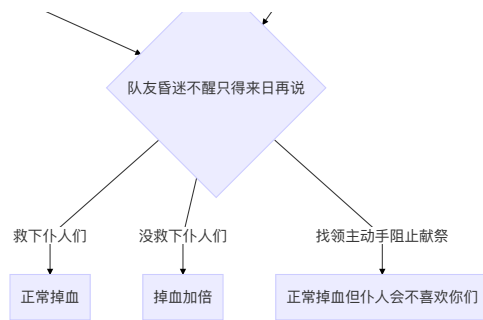 队友昏迷不醒只得来日再说
救下仆人们
没救下仆人们
找领主动手阻止献祭
正常掉血
掉血加倍
正常掉血但仆人会不喜欢你们